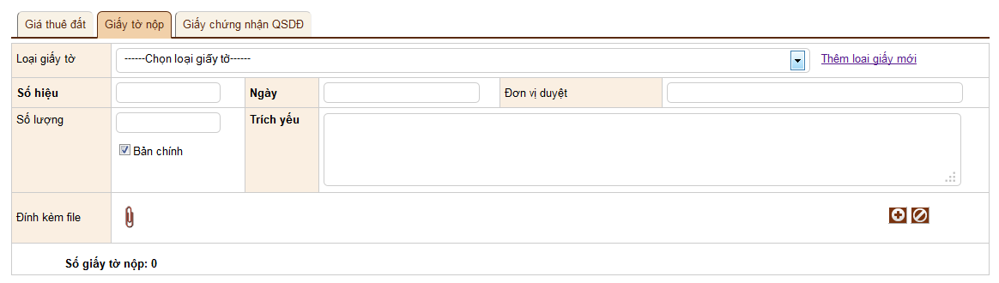 Giá thuê đất Giấy tờ nộp Giấy chứng nhận QSDĐ
Loại giấy tờ ------Chọn loại giấy tờ------ Thêm loại giấy mới
Số hiệu Ngày Đơn vị duyệt
Số lượng Trích yếu
Bản chính
Đính kèm file
Số giấy tờ nộp: 0